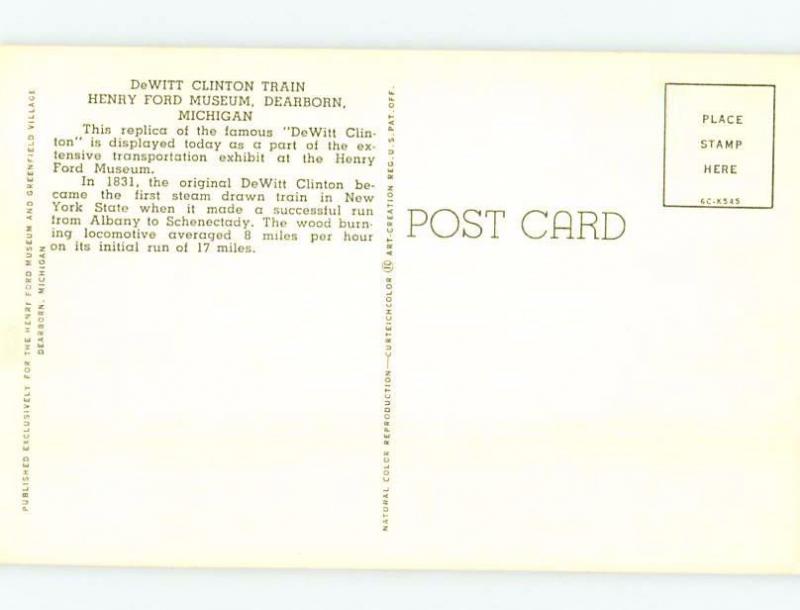 DeWITT CLINTON TRAIN
HENRY FORD MUSEUM, DEARBORN,
MICHIGAN
This replica of the famous "DeWitt Clin-
ton" is displayed today as a part of the ex-
tensive transportation exhibit at the Henry
Ford Museum.
In 1831, the original DeWitt Clinton be-
came the first steam drawn train in New
York State when it made a successful run
from Albany to Schenectady. The wood burn-
ing locomotive averaged 8 miles per hour
on its initial run of 17 miles.
PUBLISHED EXCLUSIVELY FOR THE HENRY FORD MUSEUM AND GREENFIELD VILLAGE
DEARBORN, MICHIGAN
NATURAL COLOR REPRODUCTION—CURTEICHCOLOR ® ART-CREATION REG. U.S. PAT. OFF.
POST CARD
PLACE
STAMP
HERE
6C-K545